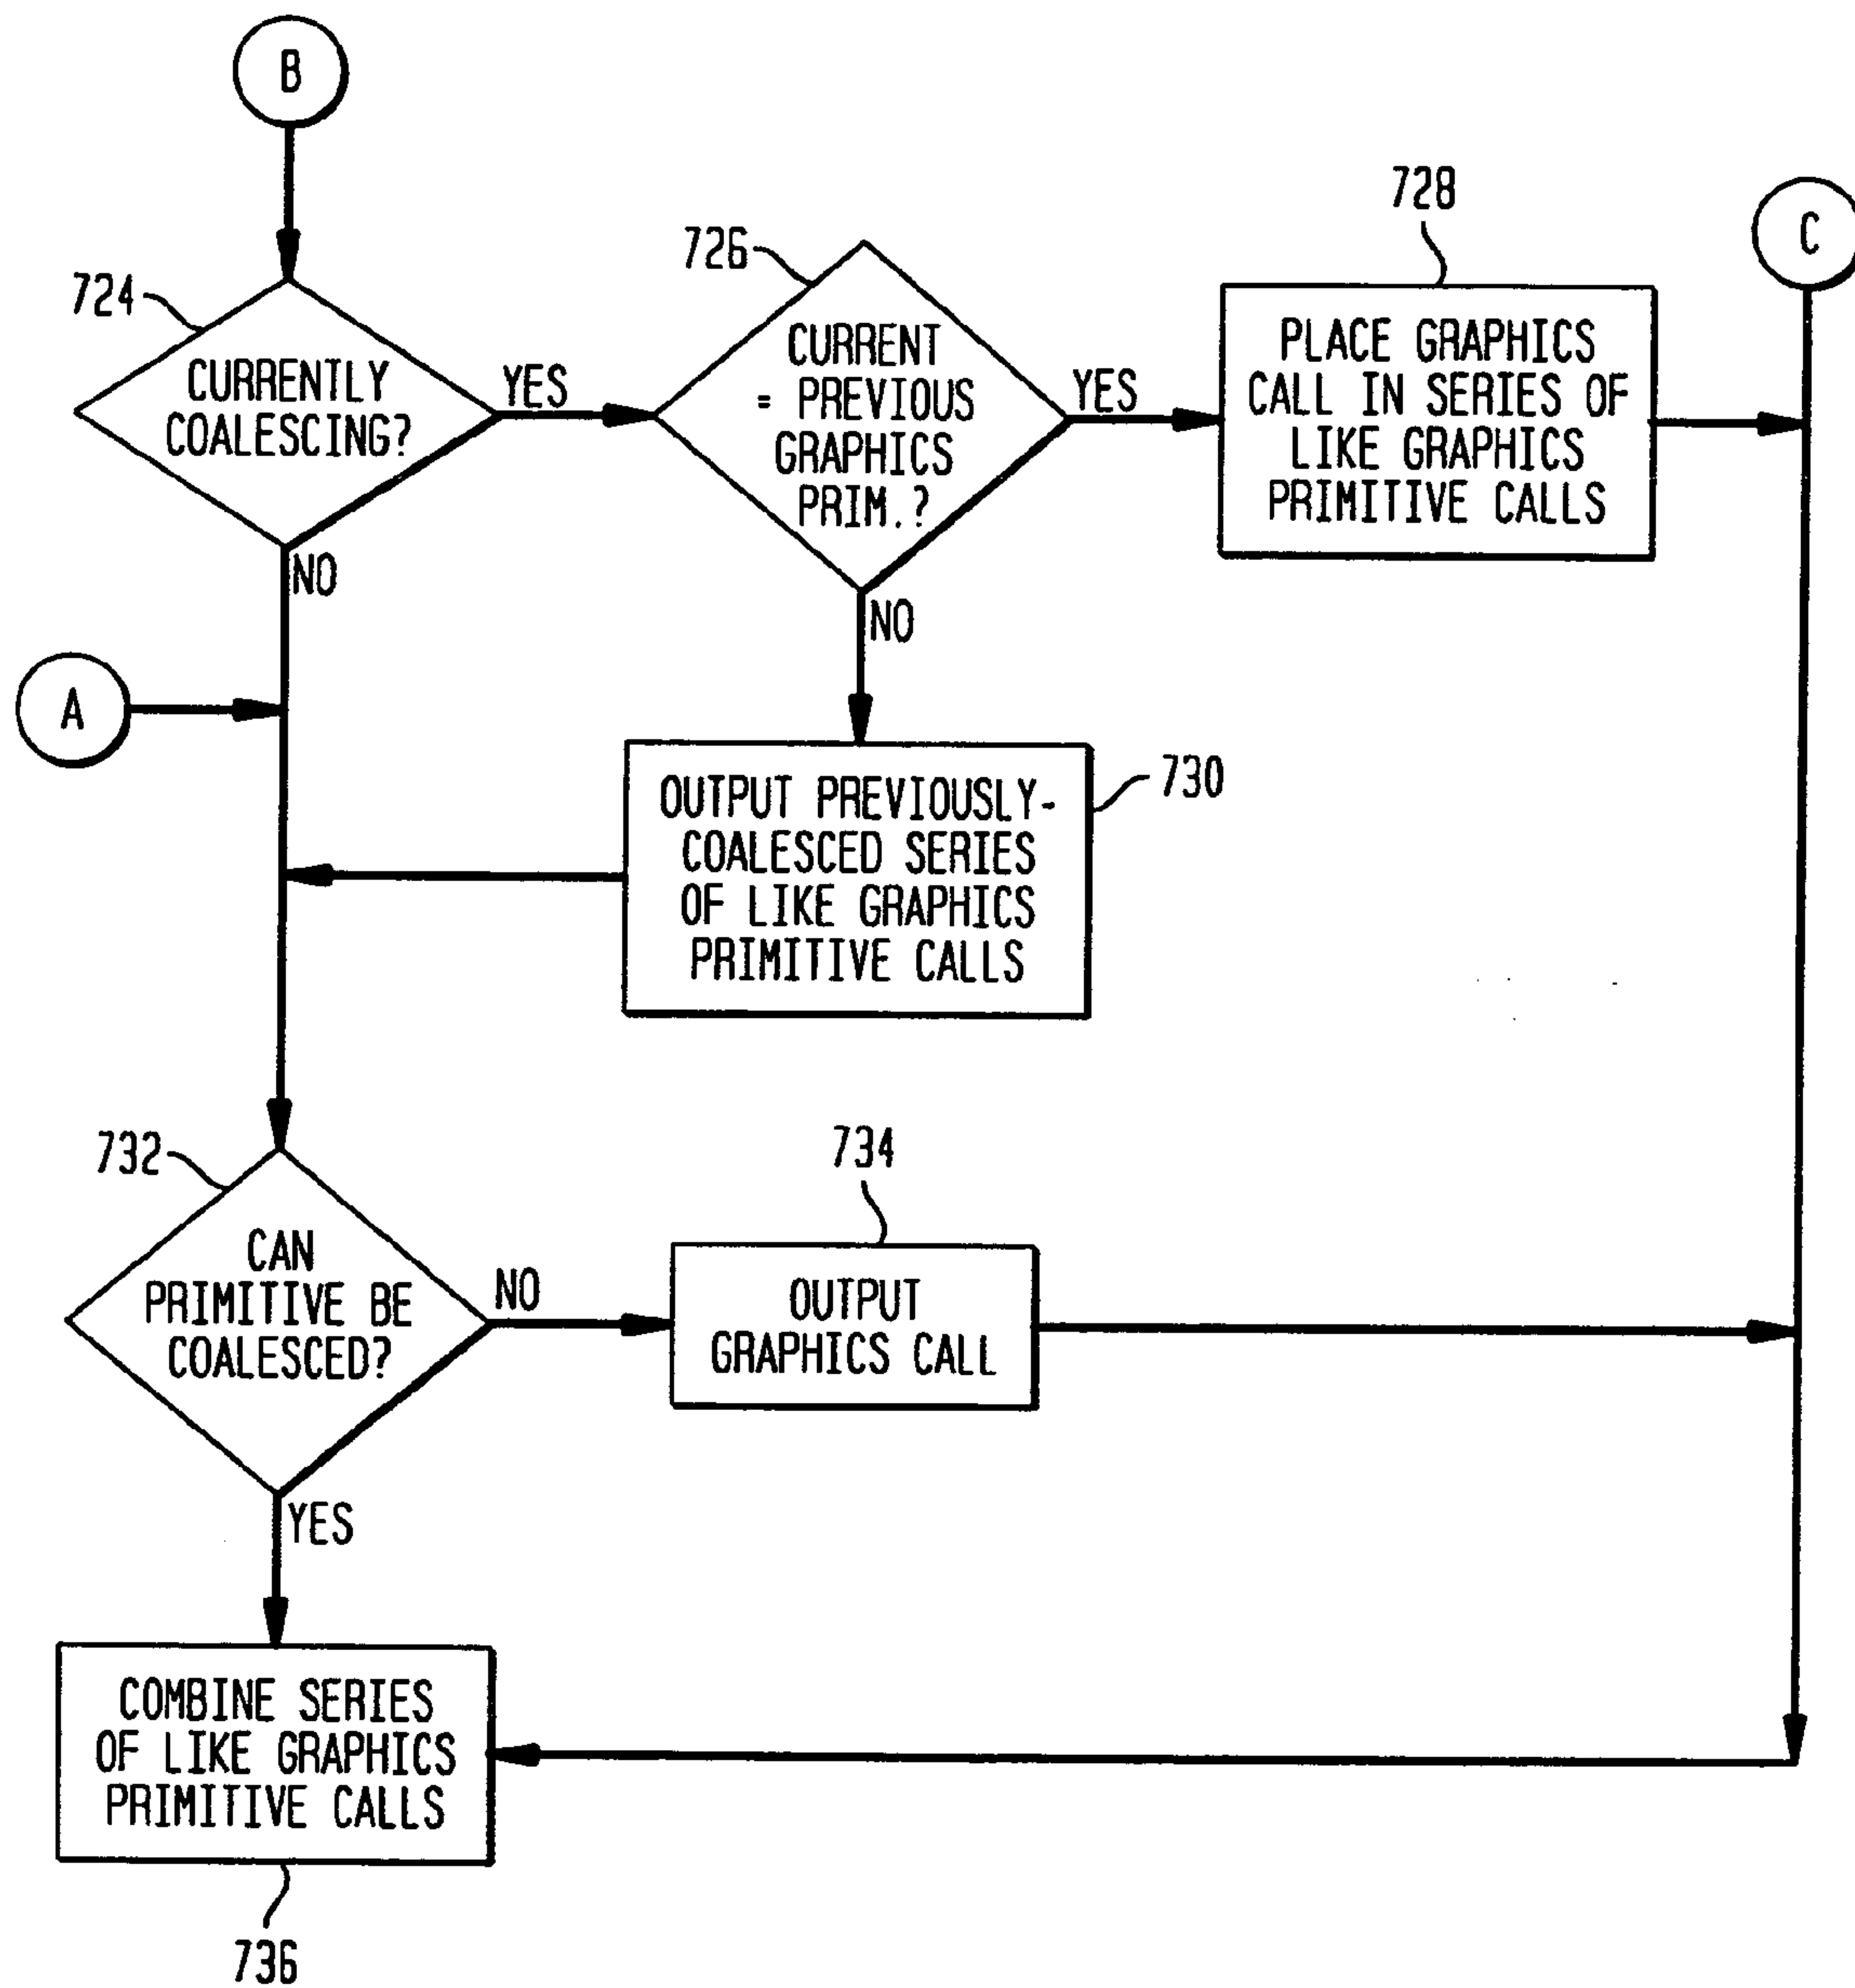 B
728
C
726
724
CURRENTLY
COALESCING?
YES
NO
CURRENT
= PREVIOUS
GRAPHICS
PRIM.?
YES
NO
PLACE GRAPHICS
CALL IN SERIES OF
LIKE GRAPHICS
PRIMITIVE CALLS
A
OUTPUT PREVIOUSLY-
COALESCED SERIES
OF LIKE GRAPHICS
PRIMITIVE CALLS
730
732
CAN
PRIMITIVE BE
COALESCED?
NO
YES
734
OUTPUT
GRAPHICS CALL
COMBINE SERIES
OF LIKE GRAPHICS
PRIMITIVE CALLS
736